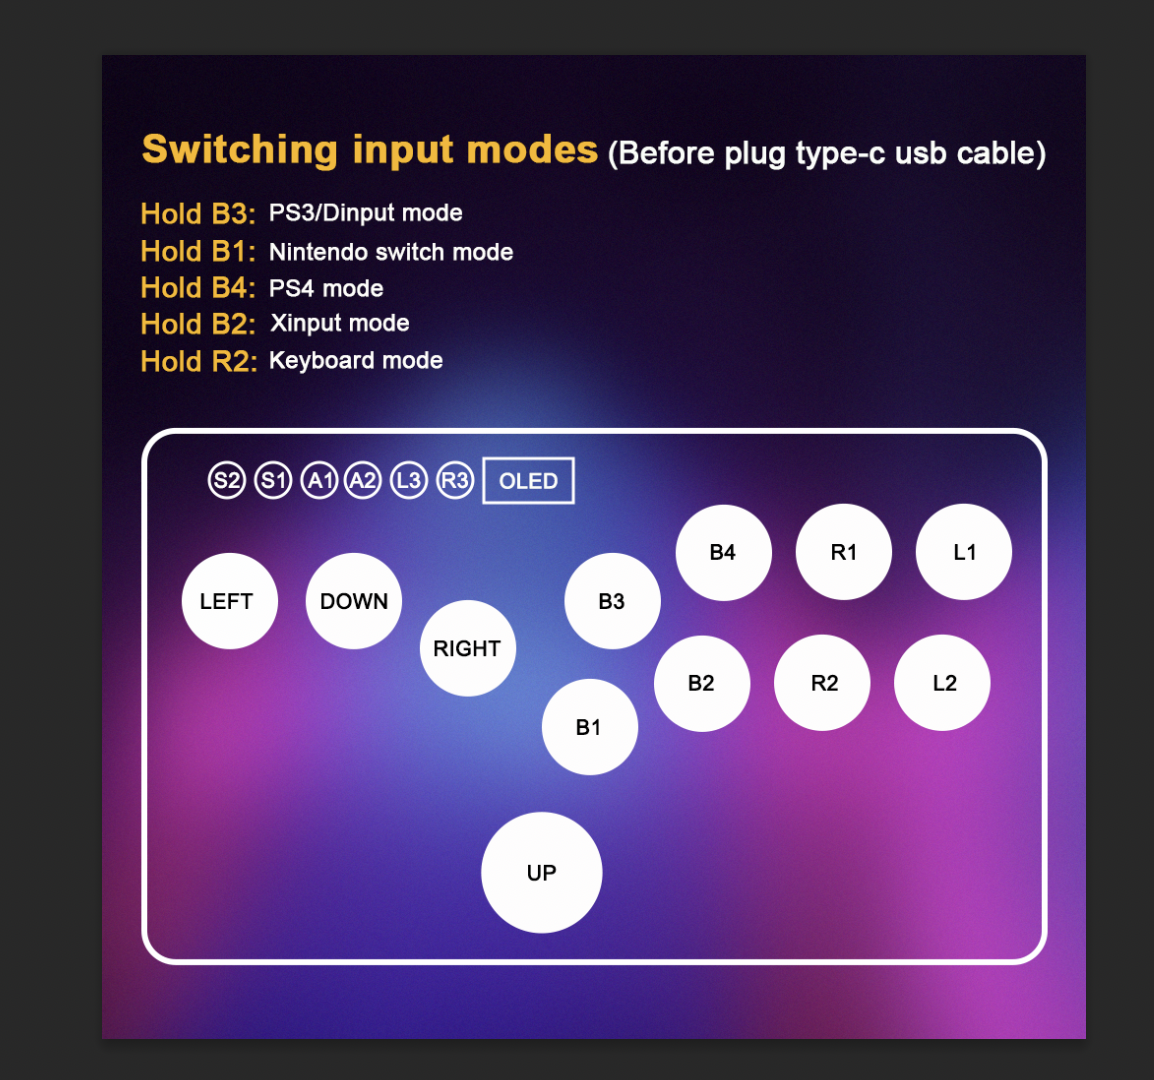 Switching input modes (Before plug type-c usb cable)
Hold B3: PS3/Dinput mode
Hold B1: Nintendo switch mode
Hold B4: PS4 mode
Hold B2: Xinput mode
Hold R2: Keyboard mode
S2 S1 A1 A2 L3 R3 OLED
B4 R1 L1
LEFT DOWN B3
RIGHT
B2 R2 L2
B1
UP